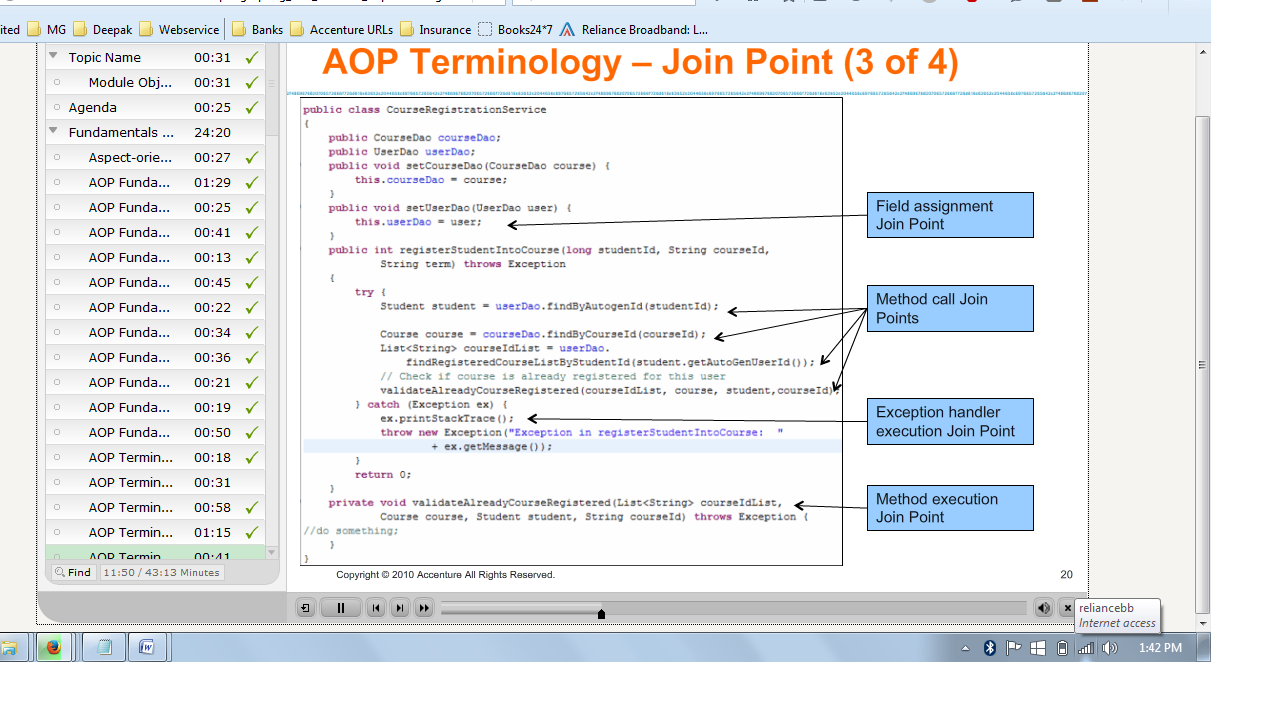 ited MG Deepak Webservice Banks Accenture URLs Insurance Books24*7 Reliance Broadband: L...
Topic Name 00:31
Module Obj... 00:31
Agenda 00:25
Fundamentals ... 24:20
Aspect-orie... 00:27
AOP Funda... 01:29
AOP Funda... 00:25
AOP Funda... 00:41
AOP Funda... 00:13
AOP Funda... 00:45
AOP Funda... 00:22
AOP Funda... 00:34
AOP Funda... 00:36
AOP Funda... 00:21
AOP Funda... 00:19
AOP Funda... 00:50
AOP Termin... 00:18
AOP Termin... 00:31
AOP Termin... 00:58
AOP Termin... 01:15
AOP Termin 00:41
Find 11:50 / 43:13 Minutes
AOP Terminology – Join Point (3 of 4)
public class CourseRegistrationService
{
public CourseDao courseDao;
public UserDao userDao;
public void setCourseDao(CourseDao course) {
this.courseDao = course;
}
public void setUserDao(UserDao user) {
this.userDao = user;
}
public int registerStudentIntoCourse(long studentId, String courseId,
String term) throws Exception
{
try {
Student student = userDao.findByAutogenId(studentId);
Course course = courseDao.findByCourseId(courseId);
List<String> courseIdList = userDao.
findRegisteredCourseListByStudentId(student.getAutoGenUserId());
// Check if course is already registered for this user
validateAlreadyCourseRegistered(courseIdList, course, student,courseId);
} catch (Exception ex) {
ex.printStackTrace();
throw new Exception("Exception in registerStudentIntoCourse: "
+ ex.getMessage());
}
return 0;
}
private void validateAlreadyCourseRegistered(List<String> courseIdList,
Course course, Student student, String courseId) throws Exception {
//do something;
}
}
Field assignment
Join Point
Method call Join
Points
Exception handler
execution Join Point
Method execution
Join Point
Copyright © 2010 Accenture All Rights Reserved.
20
reliancebb
Internet access
1:42 PM